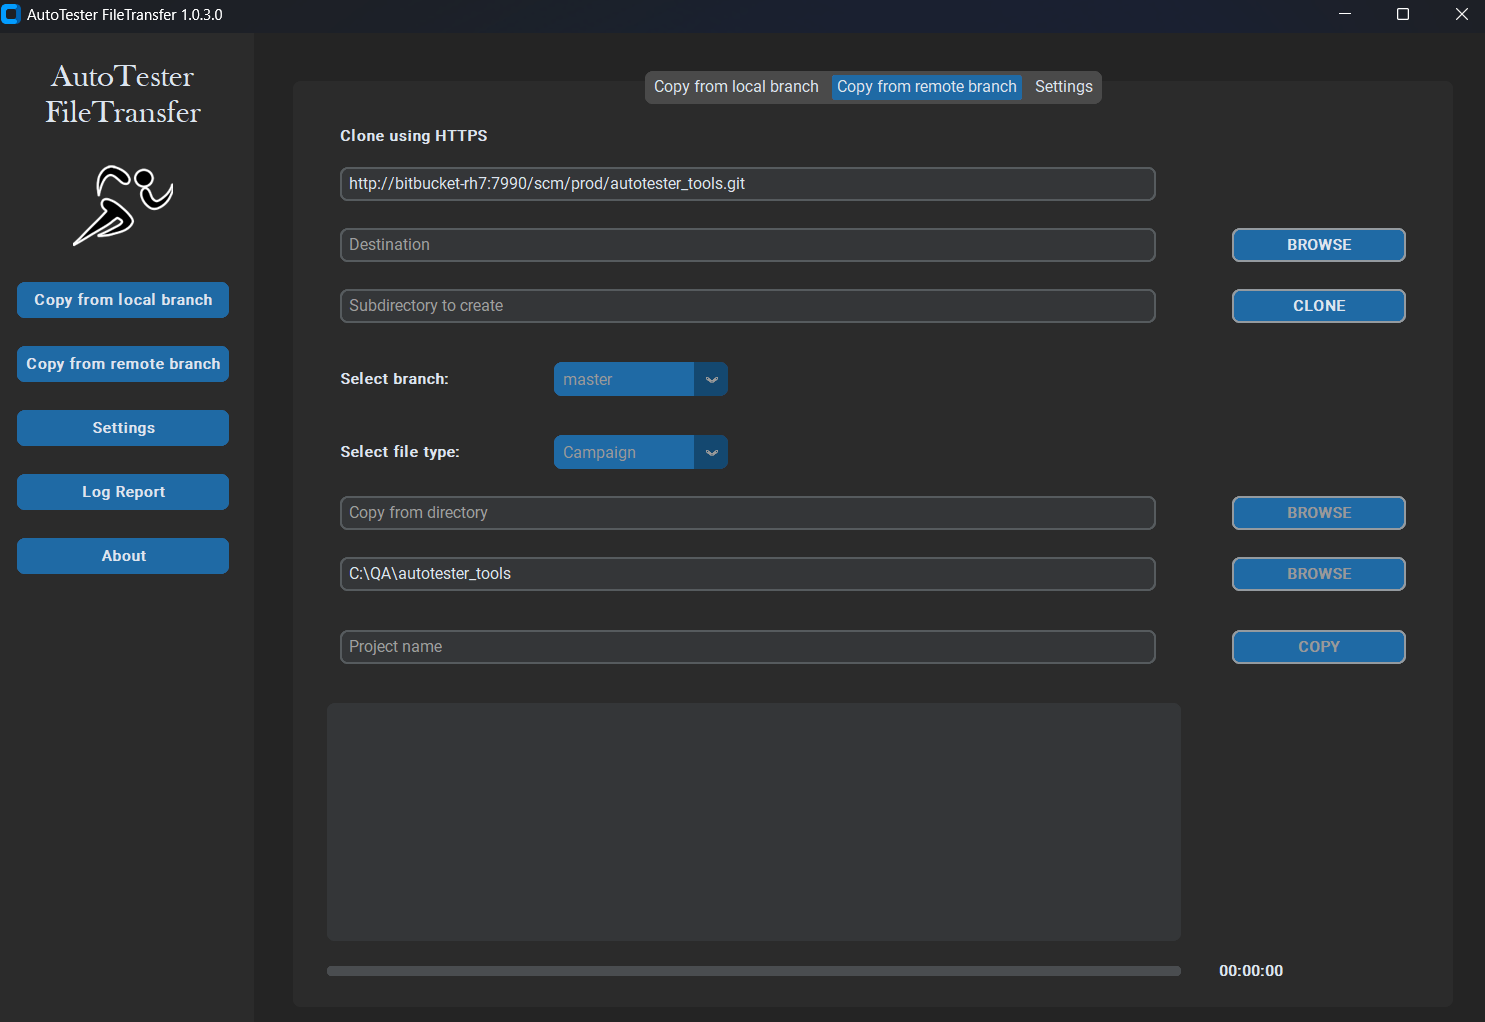 AutoTester FileTransfer 1.0.3.0
AutoTester
FileTransfer
Copy from local branch
Copy from remote branch
Settings
Log Report
About
Copy from local branch Copy from remote branch Settings
Clone using HTTPS
http://bitbucket-rh7:7990/scm/prod/autotester_tools.git
Destination BROWSE
Subdirectory to create CLONE
Select branch: master
Select file type: Campaign
Copy from directory BROWSE
C:\QA\autotester_tools BROWSE
Project name COPY
00:00:00